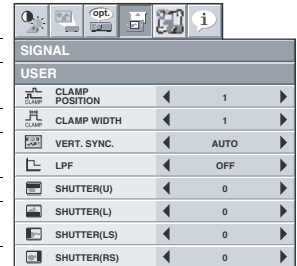 opt.
i
SIGNAL
USER
CLAMP CLAMP POSITION 1
CLAMP CLAMP WIDTH 1
VERT. SYNC. AUTO
LPF OFF
SHUTTER(U) 0
SHUTTER(L) 0
SHUTTER(LS) 0
SHUTTER(RS) 0